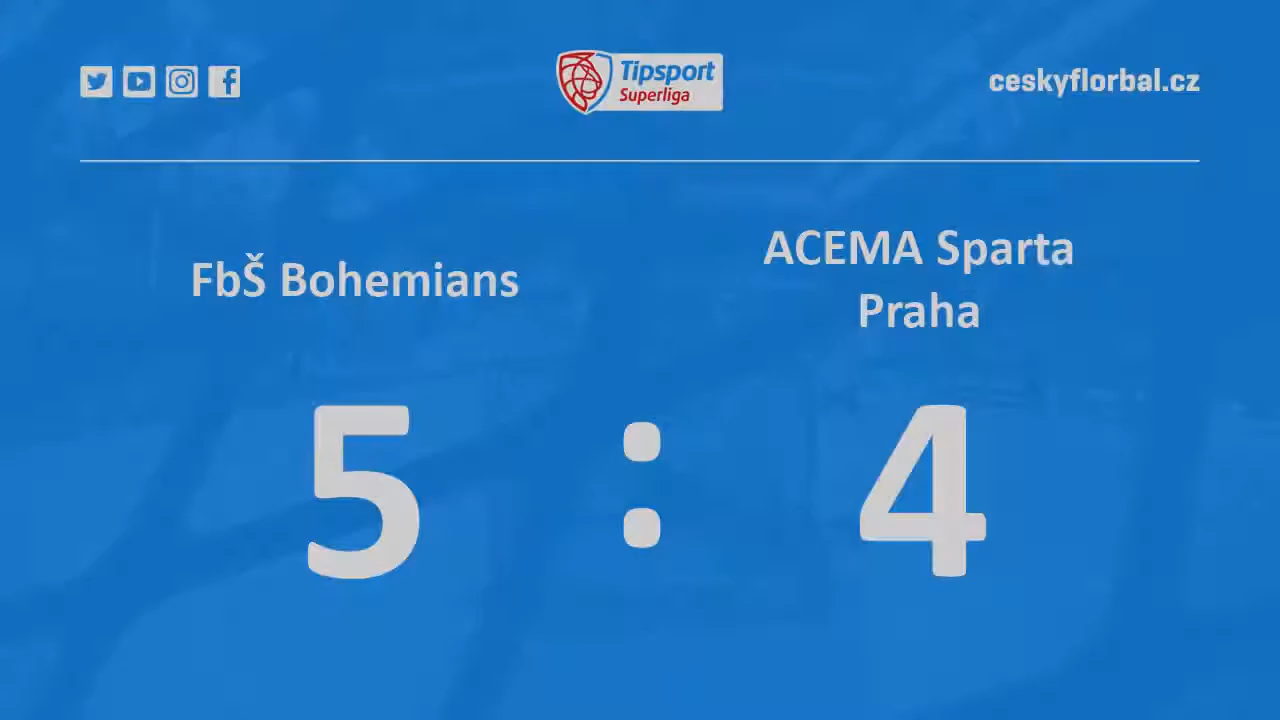 Tipsport
Superliga
ceskyflorbal.cz
FbŠ Bohemians
ACEMA Sparta
Praha
5 : 4